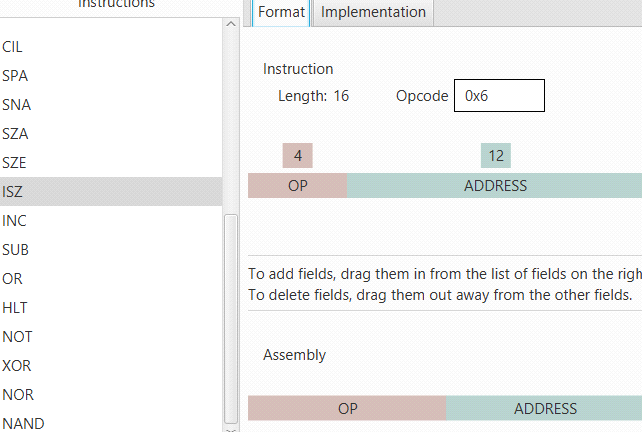 Instructions
CIL
SPA
SNA
SZA
SZE
ISZ
INC
SUB
OR
HLT
NOT
XOR
NOR
NAND
Format Implementation
Instruction
Length: 16 Opcode 0x6
4 12
OP ADDRESS
To add fields, drag them in from the list of fields on the righ
To delete fields, drag them out away from the other fields.
Assembly
OP ADDRESS